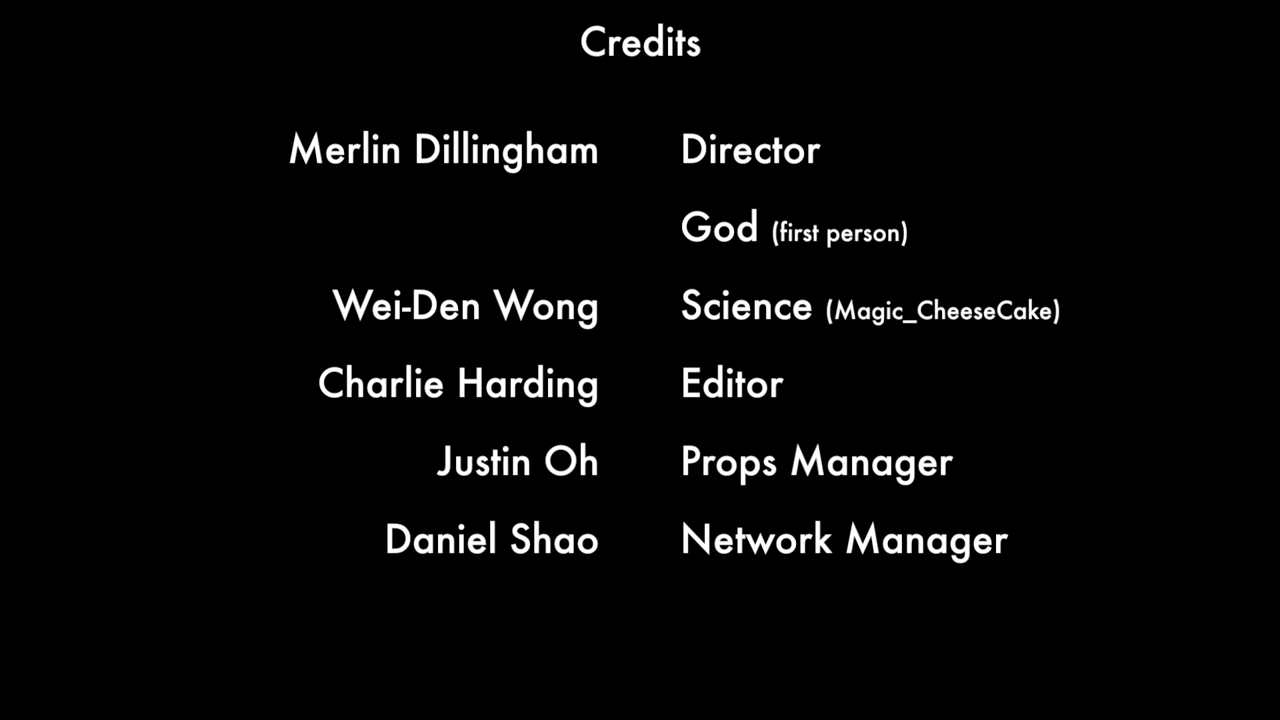 Credits
Merlin Dillingham Director
God (first person)
Wei-Den Wong Science (Magic_CheeseCake)
Charlie Harding Editor
Justin Oh Props Manager
Daniel Shao Network Manager